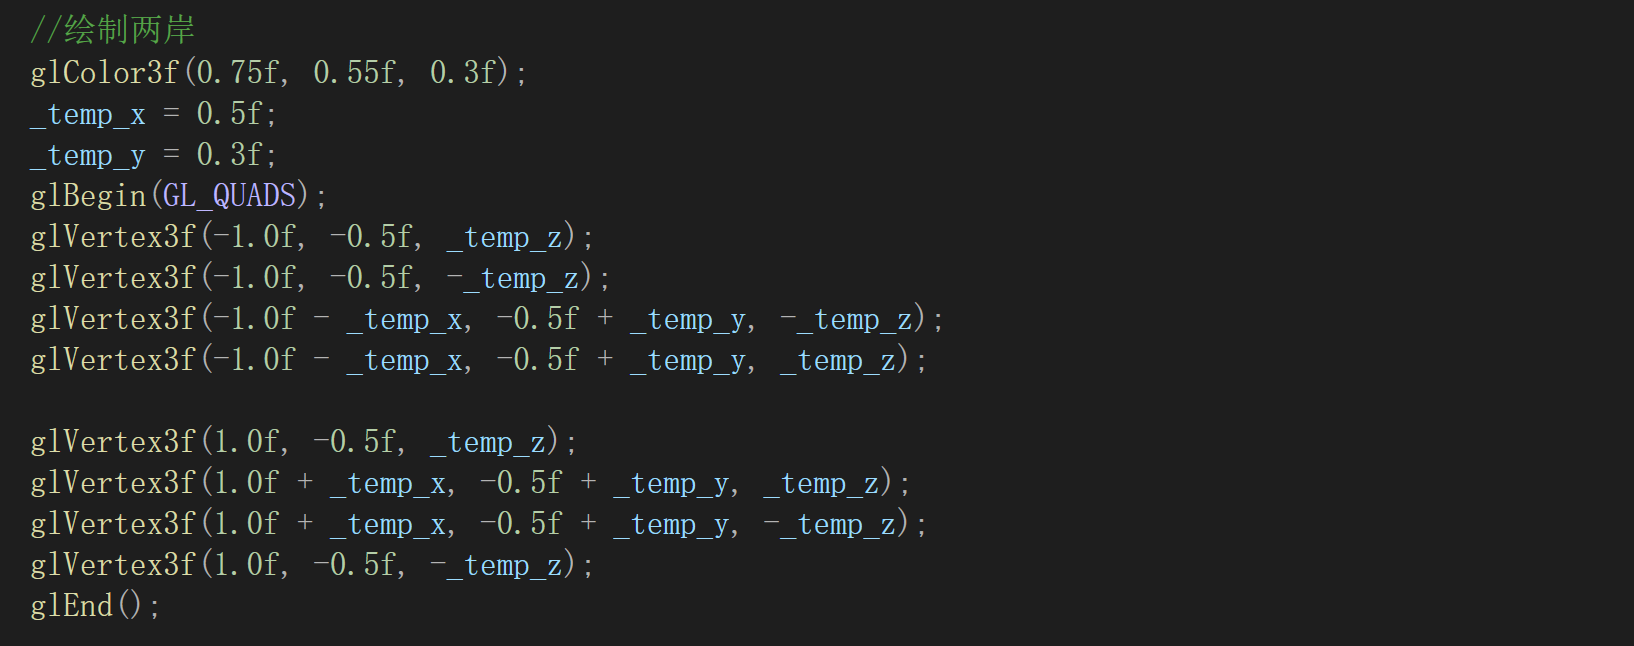 //绘制两岸
glColor3f(0.75f, 0.55f, 0.3f);
_temp_x = 0.5f;
_temp_y = 0.3f;
glBegin(GL_QUADS);
glVertex3f(-1.0f, -0.5f, _temp_z);
glVertex3f(-1.0f, -0.5f, -_temp_z);
glVertex3f(-1.0f - _temp_x, -0.5f + _temp_y, -_temp_z);
glVertex3f(-1.0f - _temp_x, -0.5f + _temp_y, _temp_z);

glVertex3f(1.0f, -0.5f, _temp_z);
glVertex3f(1.0f + _temp_x, -0.5f + _temp_y, _temp_z);
glVertex3f(1.0f + _temp_x, -0.5f + _temp_y, -_temp_z);
glVertex3f(1.0f, -0.5f, -_temp_z);
glEnd();